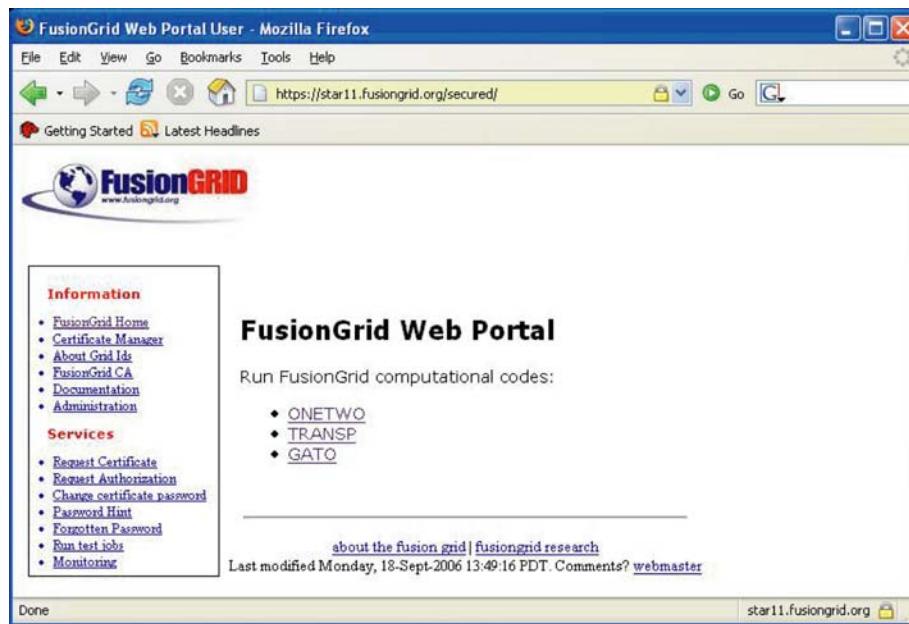 FusionGrid Web Portal User - Mozilla Firefox
File Edit View Go Bookmarks Tools Help
https://star11.fusiongrid.org/secured/ Go G
Getting Started Latest Headlines
FusionGRID
www.fusiongrid.org
Information
FusionGrid Home
Certificate Manager
About Grid Ids
FusionGrid CA
Documentation
Administration
Services
Request Certificate
Request Authorization
Change certificate password
Password Hint
Forgotten Password
Run test jobs
Monitoring
FusionGrid Web Portal
Run FusionGrid computational codes:
ONETWO
TRANSP
GATO
about the fusion grid | fusiongrid research
Last modified Monday, 18-Sept-2006 13:49:16 PDT. Comments? webmaster
Done star11.fusiongrid.org